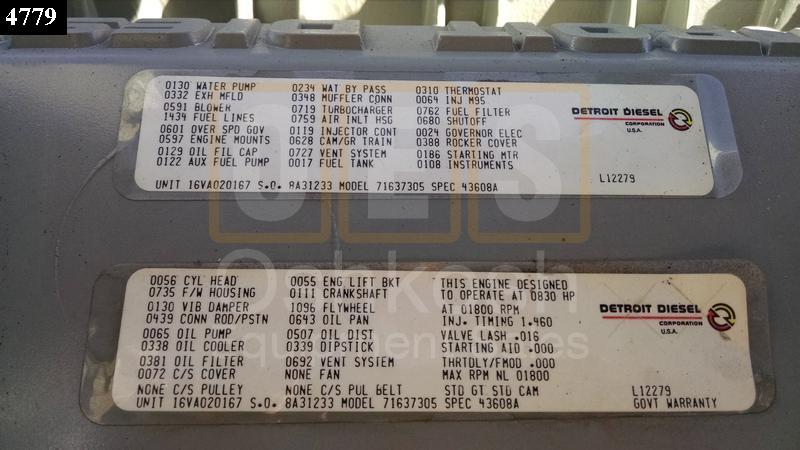 4779
0130 WATER PUMP 0234 WAT BY PASS 0310 THERMOSTAT
0332 EXH MFLD 0348 MUFFLER CONN 0064 INJ M95
0591 BLOWER 0719 TURBOCHARGER 0762 FUEL FILTER
1434 FUEL LINES 0759 AIR INLT HSG 0680 SHUTOFF
0601 OVER SPD GOV 0119 INJECTOR CONT 0024 GOVERNOR ELEC
0597 ENGINE MOUNTS 0628 CAM/GR TRAIN 0388 ROCKER COVER
0129 OIL FIL CAP 0727 VENT SYSTEM 0186 STARTING MTR
0122 AUX FUEL PUMP 0017 FUEL TANK 0108 INSTRUMENTS
DETROIT DIESEL
CORPORATION
U.S.A.
UNIT 16VA020167 S.O. 8A31233 MODEL 71637305 SPEC 43608A
L12279
OES
Oshkosh
Equipment Sales
0056 CYL HEAD 0055 ENG LIFT BKT THIS ENGINE DESIGNED
0735 F/W HOUSING 0111 CRANKSHAFT TO OPERATE AT 0830 HP
0130 VIB DAMPER 1096 FLYWHEEL AT 01800 RPM
0439 CONN ROD/PSTN 0643 OIL PAN INJ. TIMING 1.460
0065 OIL PUMP 0507 OIL DIST VALVE LASH .016
0338 OIL COOLER 0339 DIPSTICK STARTING AID .000
0381 OIL FILTER 0692 VENT SYSTEM THRTDLY/FMOD .000
0072 C/S COVER NONE FAN MAX RPM NL 01800
NONE C/S PULLEY NONE C/S PUL BELT STD GT STD CAM
UNIT 16VA020167 S.O. 8A31233 MODEL 71637305 SPEC 43608A
DETROIT DIESEL
CORPORATION
U.S.A.
L12279
GOVT WARRANTY